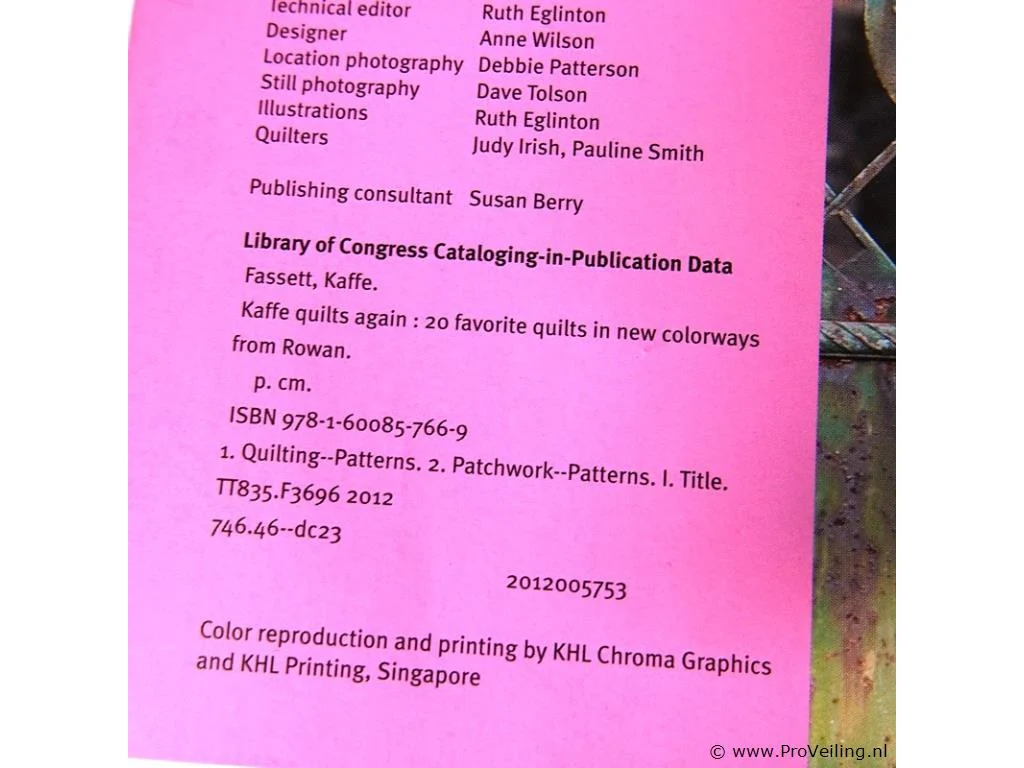 Technical editor Ruth Eglinton
Designer Anne Wilson
Location photography Debbie Patterson
Still photography Dave Tolson
Illustrations Ruth Eglinton
Quilters Judy Irish, Pauline Smith
Publishing consultant Susan Berry
Library of Congress Cataloging-in-Publication Data
Fassett, Kaffe.
Kaffe quilts again : 20 favorite quilts in new colorways
from Rowan.
p. cm.
ISBN 978-1-60085-766-9
1. Quilting--Patterns. 2. Patchwork--Patterns. I. Title.
TT835.F3696 2012
746.46--dc23
2012005753
Color reproduction and printing by KHL Chroma Graphics
and KHL Printing, Singapore
© www.ProVeiling.nl